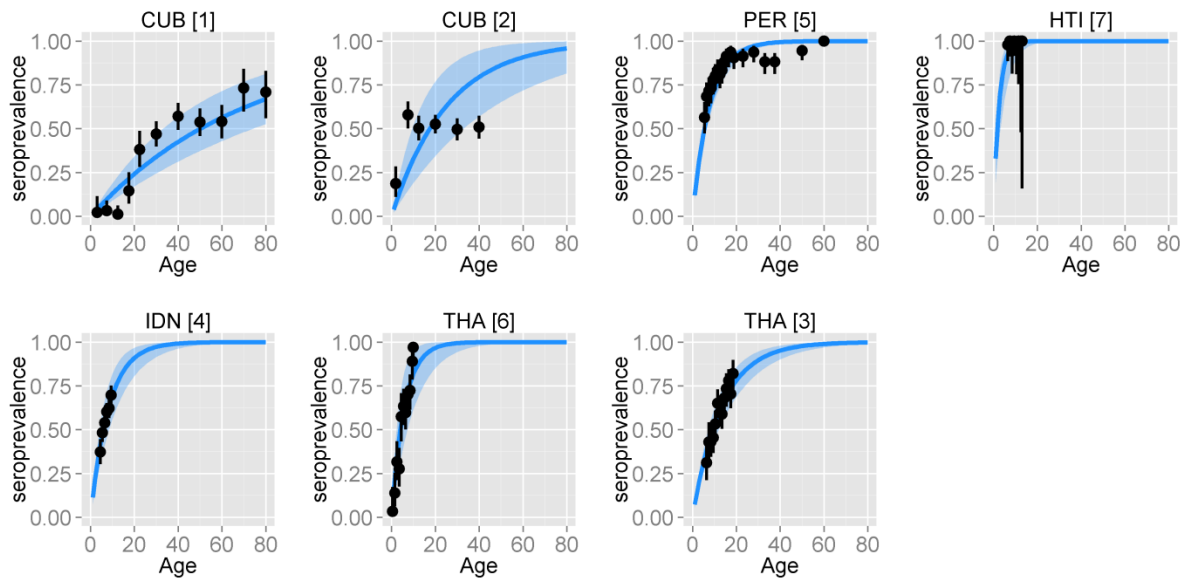 CUB [1] CUB [2] PER [5] HTI [7]
seroprevalence seroprevalence seroprevalence seroprevalence
1.00 1.00 1.00 1.00
0.75 0.75 0.75 0.75
0.50 0.50 0.50 0.50
0.25 0.25 0.25 0.25
0.00 0.00 0.00 0.00
0 20 40 60 80 0 20 40 60 80 0 20 40 60 80 0 20 40 60 80
Age Age Age Age
IDN [4] THA [6] THA [3]
seroprevalence seroprevalence seroprevalence
1.00 1.00 1.00
0.75 0.75 0.75
0.50 0.50 0.50
0.25 0.25 0.25
0.00 0.00 0.00
0 20 40 60 80 0 20 40 60 80 0 20 40 60 80
Age Age Age